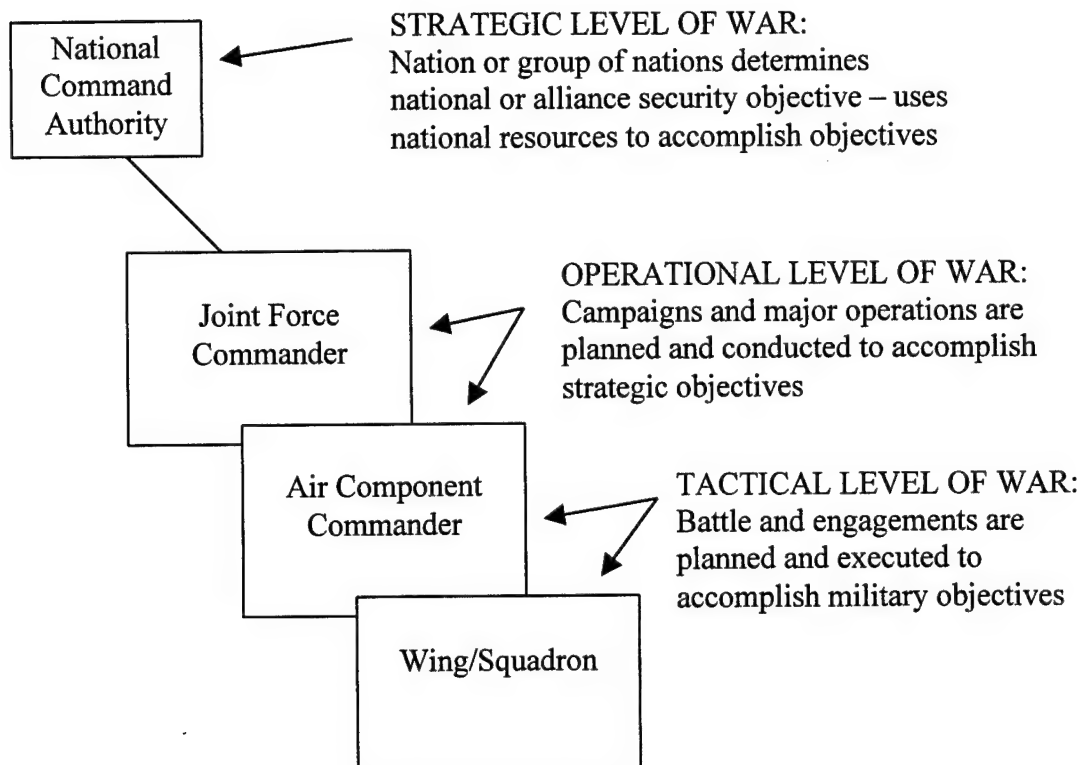 National
Command
Authority
STRATEGIC LEVEL OF WAR:
Nation or group of nations determines
national or alliance security objective – uses
national resources to accomplish objectives
Joint Force
Commander
OPERATIONAL LEVEL OF WAR:
Campaigns and major operations are
planned and conducted to accomplish
strategic objectives
Air Component
Commander
TACTICAL LEVEL OF WAR:
Battle and engagements are
planned and executed to
accomplish military objectives
Wing/Squadron